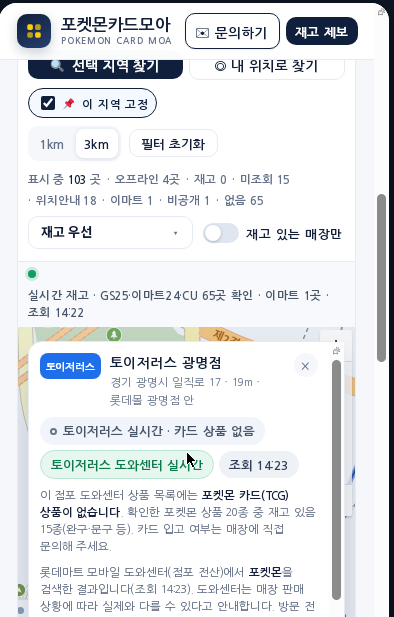 포켓몬카드모아
POKEMON CARD MOA
문의하기
재고 제보
선택 지역 찾기
내 위치로 찾기
이 지역 고정
1km
3km
필터 초기화
표시 중 103 곳 · 오프라인 4곳 · 재고 0 · 미조회 15
· 위치안내 18 · 이마트 1 · 비공개 1 · 없음 65
재고 우선
재고 있는 매장만
실시간 재고 · GS25·이마트24·CU 65곳 확인 · 이마트 1곳 ·
조회 14:22
토이저러스
토이저러스 광명점
경기 광명시 일직로 17 · 19m ·
롯데몰 광명점 안
토이저러스 실시간 · 카드 상품 없음
토이저러스 도와센터 실시간
조회 14:23
이 점포 도와센터 상품 목록에는 포켓몬 카드(TCG)
상품이 없습니다. 확인한 포켓몬 상품 20종 중 재고 있음
15종(완구·문구 등). 카드 입고 여부는 매장에 직접
문의해 주세요.
롯데마트 모바일 도와센터(점포 전산)에서 포켓몬을
검색한 결과입니다(조회 14:23). 도와센터는 매장 판매
상황에 따라 실제와 다를 수 있다고 안내합니다. 방문 전